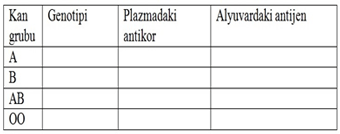 Kan grubu Genotipi Plazmadaki antikor Alyuvardaki antijen
A
B
AB
OO